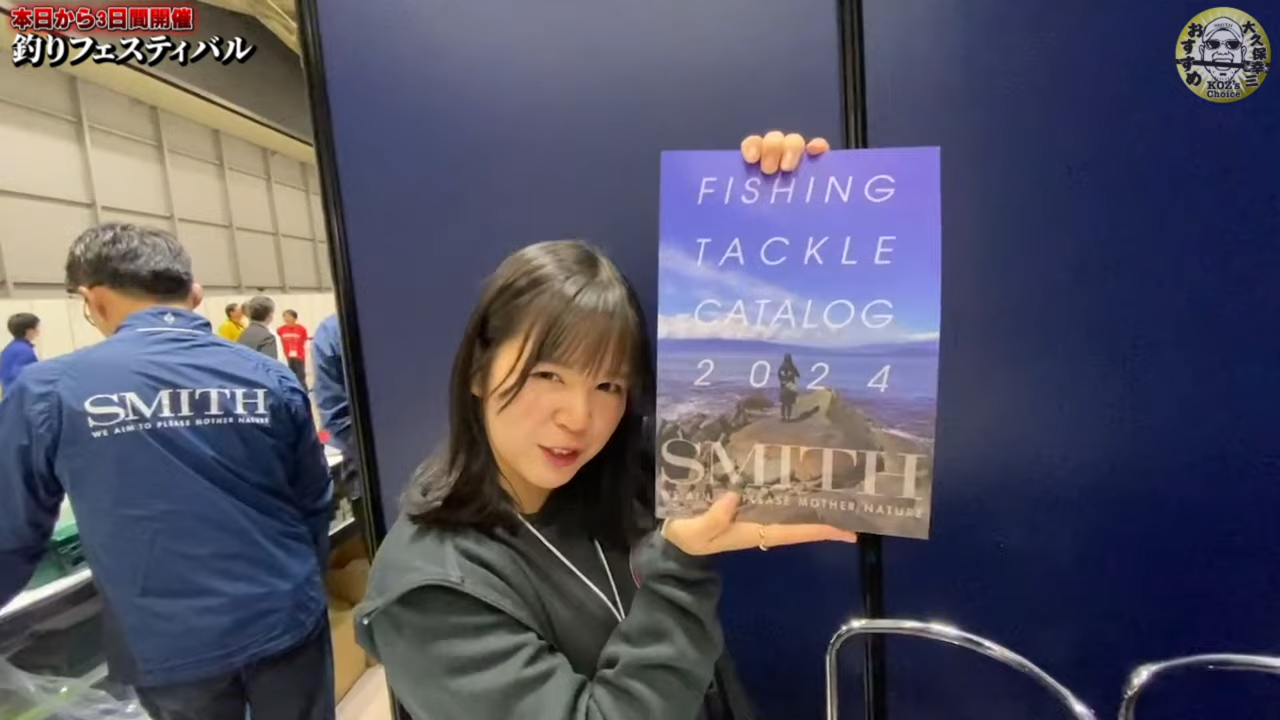 本日から3日間開催
釣りフェスティバル
大久保幸三
おすすめ
KOZ's
Choice
FISHING
TACKLE
CATALOG
2024
SMITH
WE AIM TO PLEASE MOTHER NATURE
SMITH
WE AIM TO PLEASE MOTHER NATURE